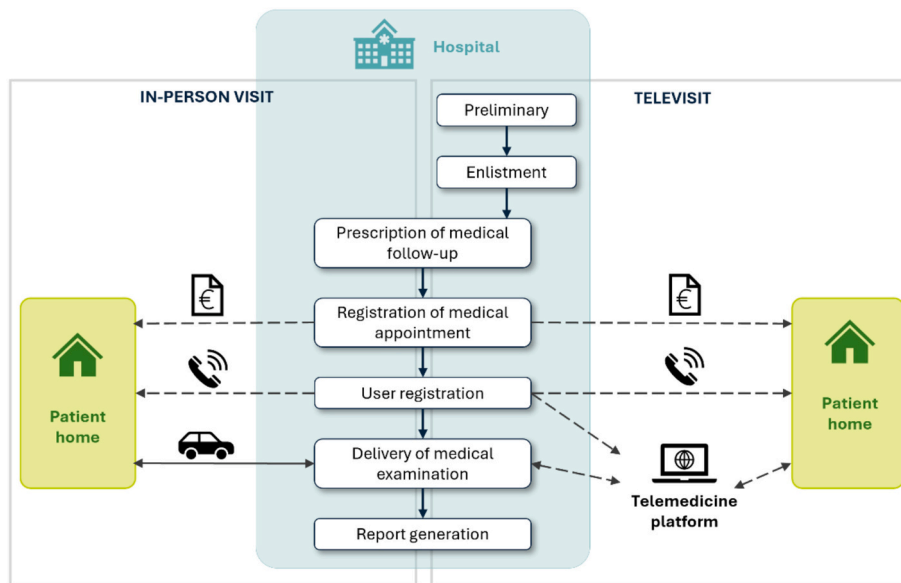 Hospital
IN-PERSON VISIT
TELEVISIT
Preliminary
Enlistment
Prescription of medical
follow-up
€
Registration of medical
appointment
€
Patient
home
User registration
Patient
home
Delivery of medical
examination
Telemedicine
platform
Report generation